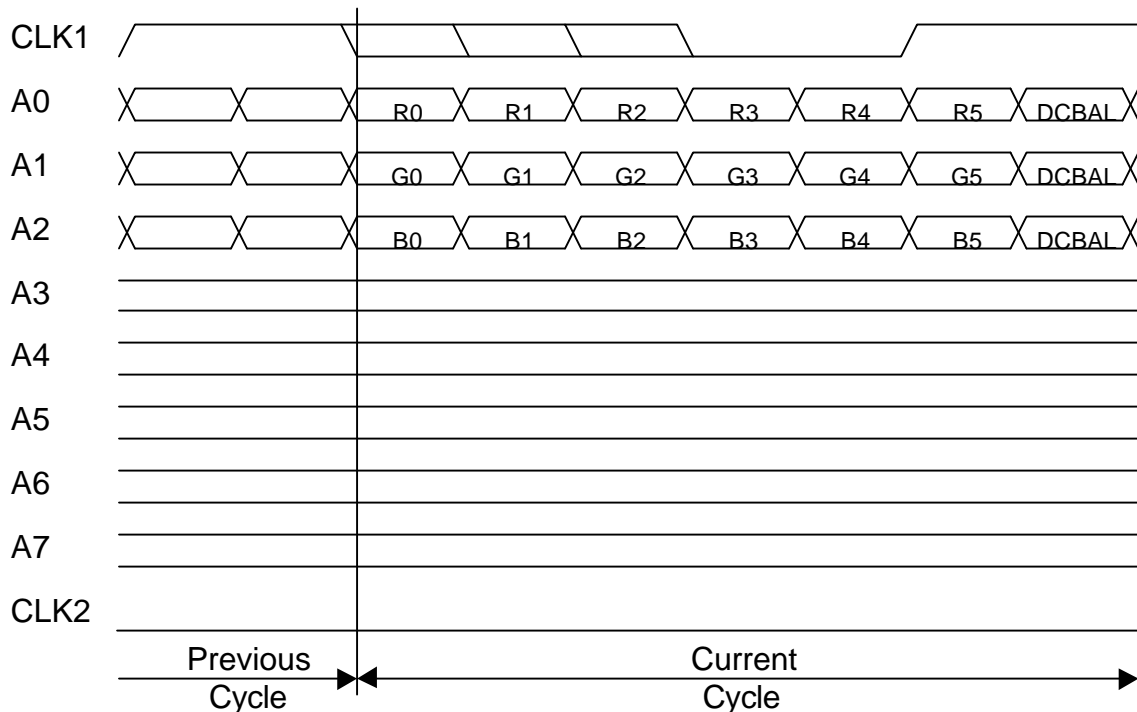 CLK1
A0 R0 R1 R2 R3 R4 R5 DCBAL
A1 G0 G1 G2 G3 G4 G5 DCBAL
A2 B0 B1 B2 B3 B4 B5 DCBAL
A3
A4
A5
A6
A7
CLK2
Previous Current
Cycle Cycle